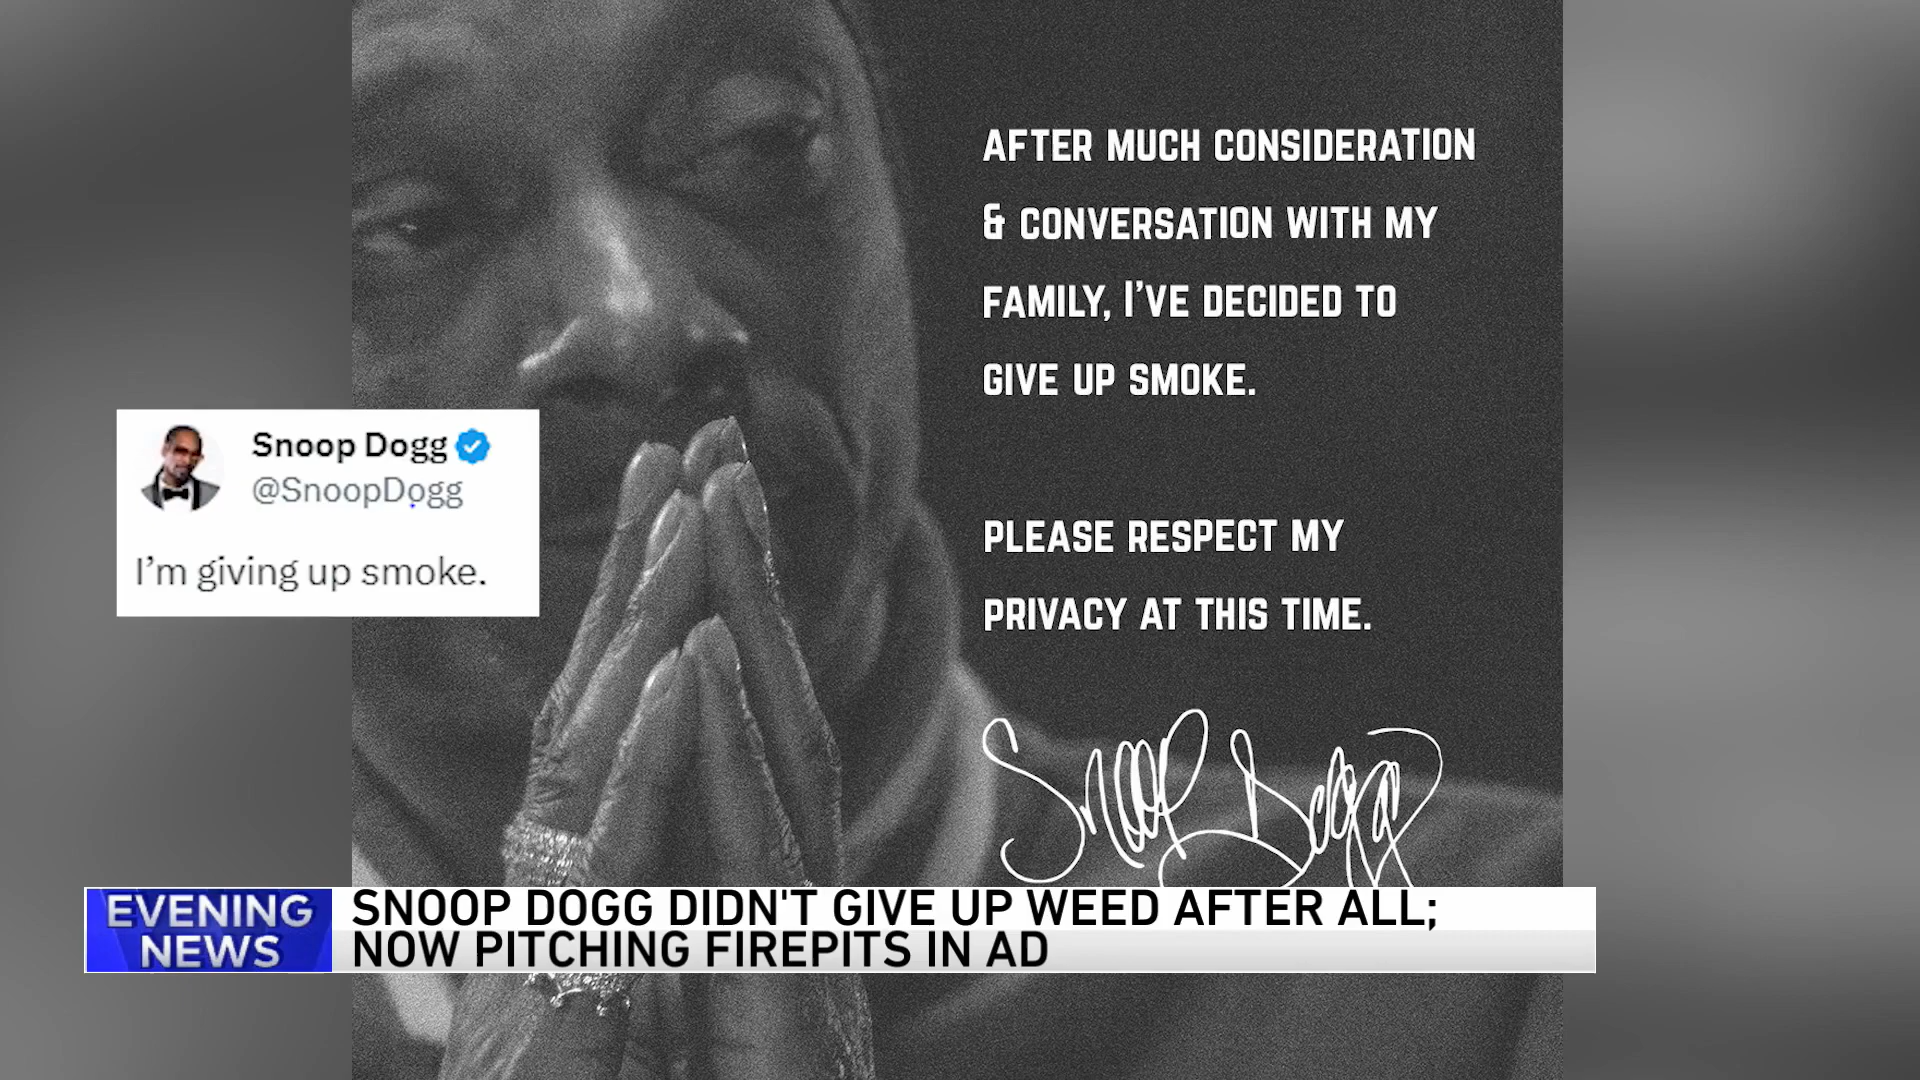 AFTER MUCH CONSIDERATION
& CONVERSATION WITH MY
FAMILY, I'VE DECIDED TO
GIVE UP SMOKE.
PLEASE RESPECT MY
PRIVACY AT THIS TIME.
Snoop Dogg
Snoop Dogg
@SnoopDogg
I'm giving up smoke.
EVENING
NEWS
SNOOP DOGG DIDN'T GIVE UP WEED AFTER ALL;
NOW PITCHING FIREPITS IN AD